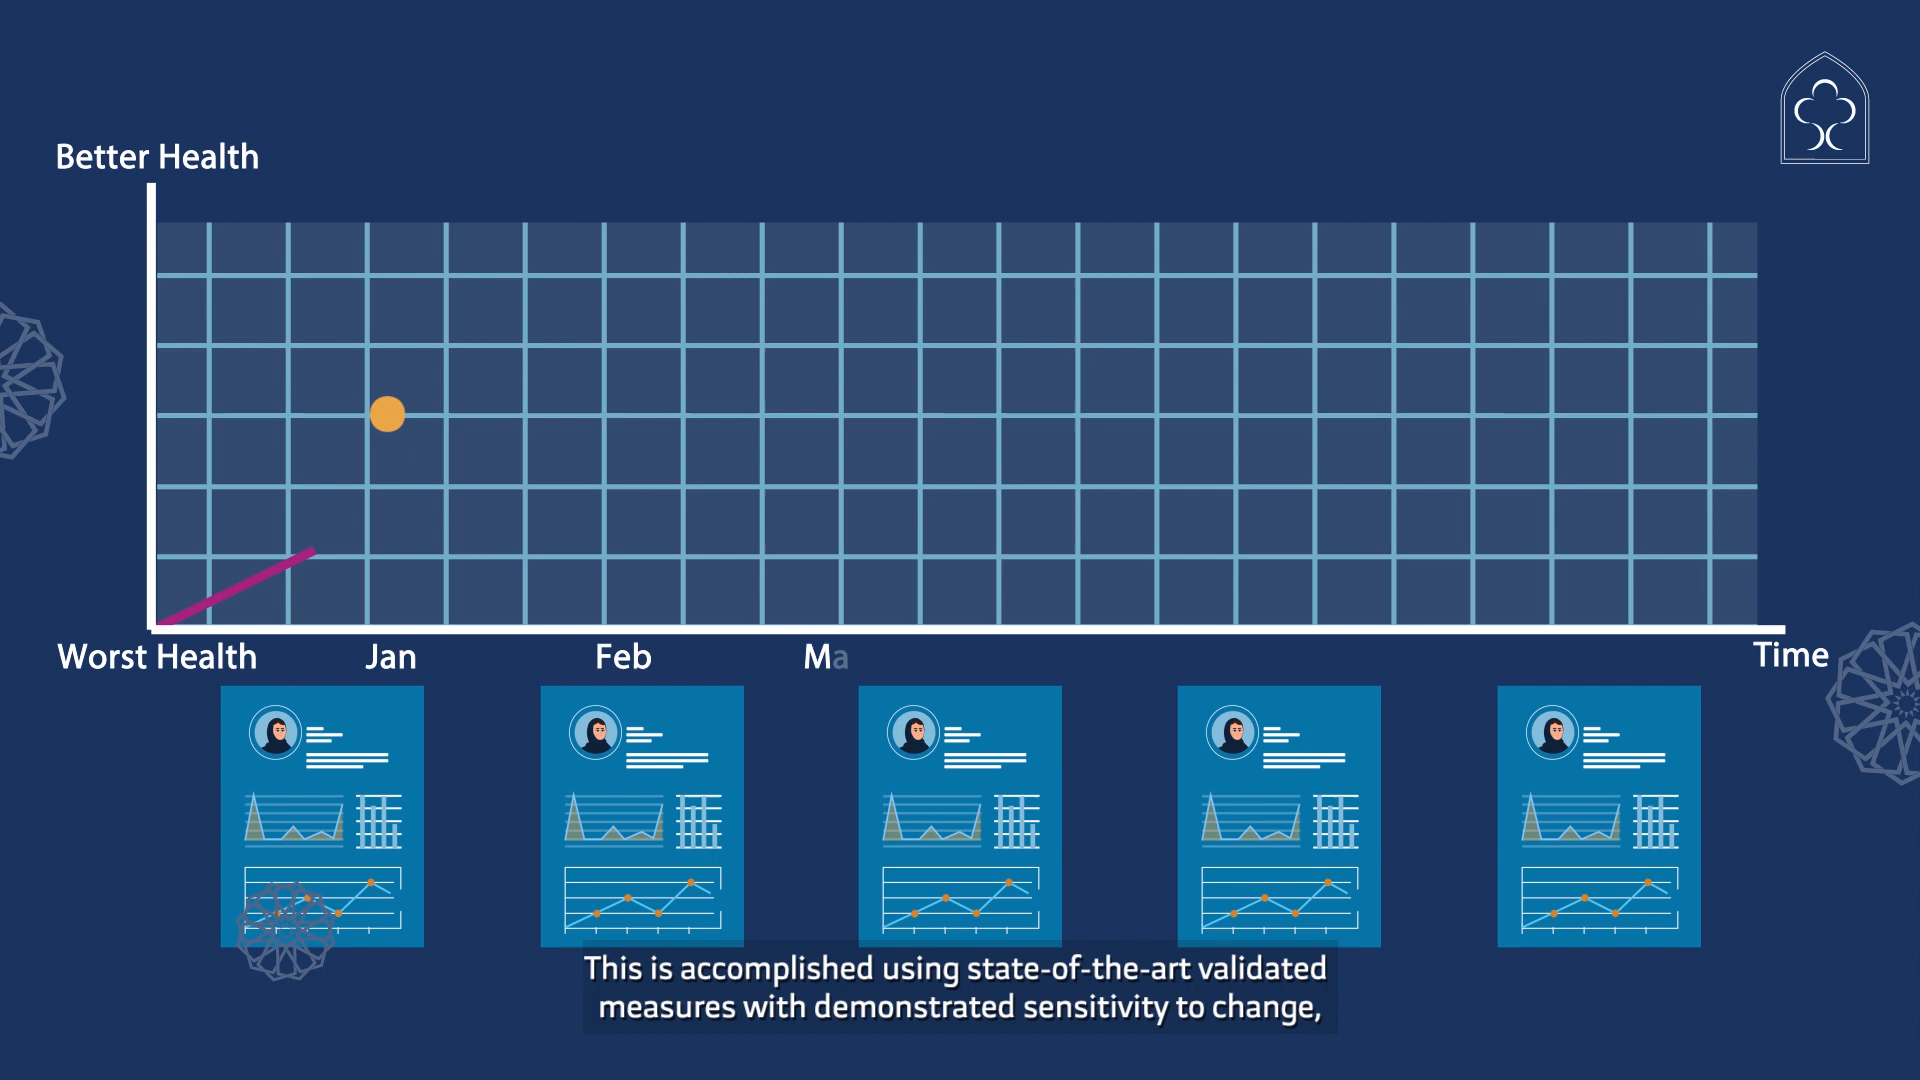 Better Health
Worst Health
Jan
Feb
Ma
Time
This is accomplished using state-of-the-art validated
measures with demonstrated sensitivity to change,